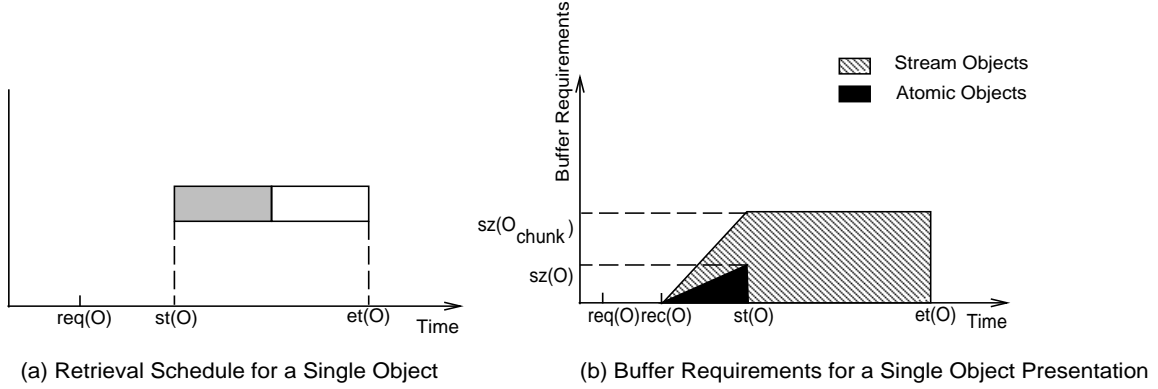 Buffer Requirements
Stream Objects
Atomic Objects
sz(O_chunk)
sz(O)
req(O)
st(O)
et(O)
Time
req(O)
rec(O)
st(O)
et(O)
Time
(a) Retrieval Schedule for a Single Object
(b) Buffer Requirements for a Single Object Presentation